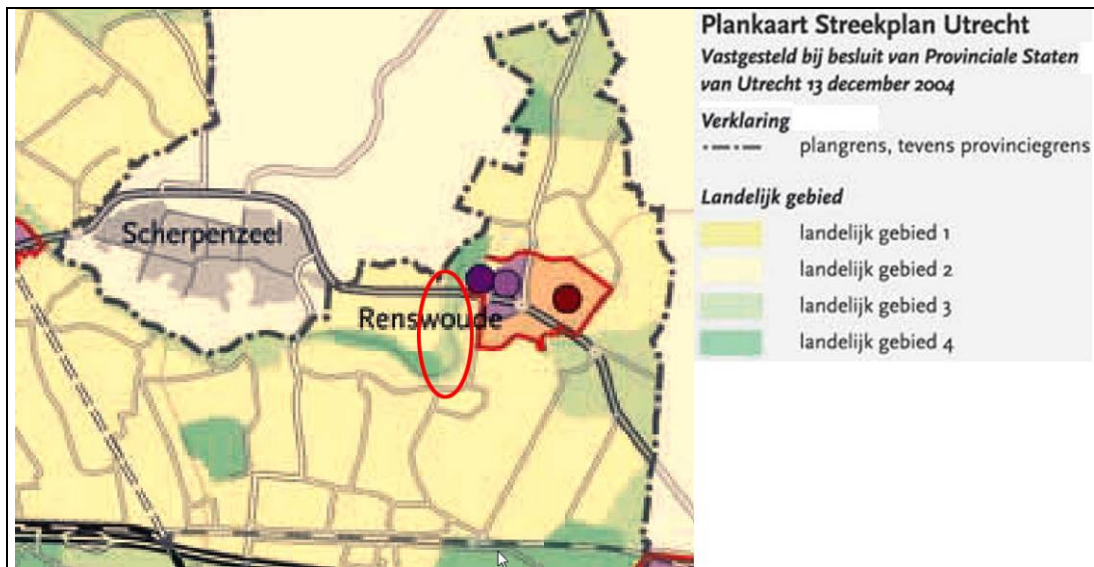 Plankaart Streekplan Utrecht
Vastgesteld bij besluit van Provinciale Staten
van Utrecht 13 december 2004
Verklaring
plangrens, tevens provinciegrens
Landelijk gebied
landelijk gebied 1
landelijk gebied 2
landelijk gebied 3
landelijk gebied 4
Scherpenzeel
Renswoude